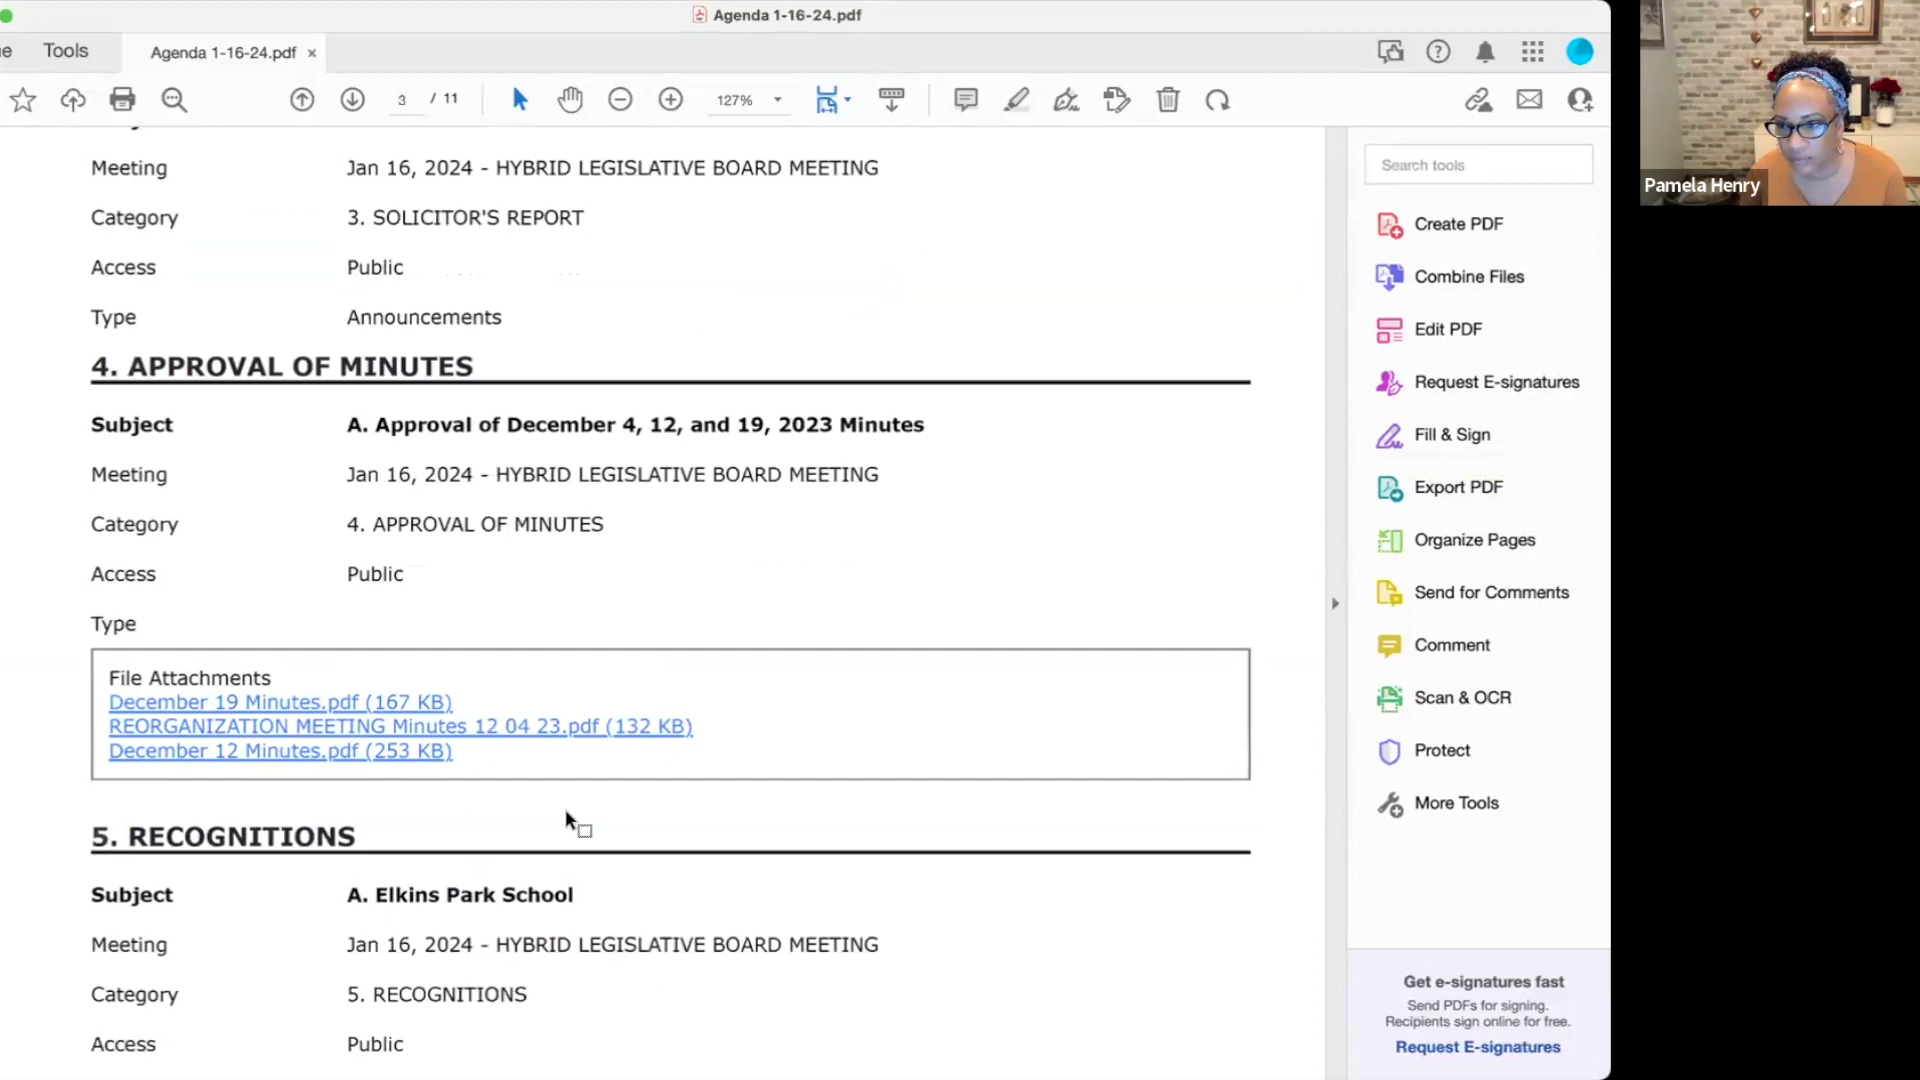 Agenda 1-16-24.pdf
Tools
Agenda 1-16-24.pdf ×
3 / 11
127%
Meeting Jan 16, 2024 - HYBRID LEGISLATIVE BOARD MEETING
Category 3. SOLICITOR'S REPORT
Access Public
Type Announcements
4. APPROVAL OF MINUTES
Subject A. Approval of December 4, 12, and 19, 2023 Minutes
Meeting Jan 16, 2024 - HYBRID LEGISLATIVE BOARD MEETING
Category 4. APPROVAL OF MINUTES
Access Public
Type
File Attachments
December 19 Minutes.pdf (167 KB)
REORGANIZATION MEETING Minutes 12 04 23.pdf (132 KB)
December 12 Minutes.pdf (253 KB)
5. RECOGNITIONS
Subject A. Elkins Park School
Meeting Jan 16, 2024 - HYBRID LEGISLATIVE BOARD MEETING
Category 5. RECOGNITIONS
Access Public
Search tools
Create PDF
Combine Files
Edit PDF
Request E-signatures
Fill & Sign
Export PDF
Organize Pages
Send for Comments
Comment
Scan & OCR
Protect
More Tools
Get e-signatures fast
Send PDFs for signing.
Recipients sign online for free.
Request E-signatures
Pamela Henry